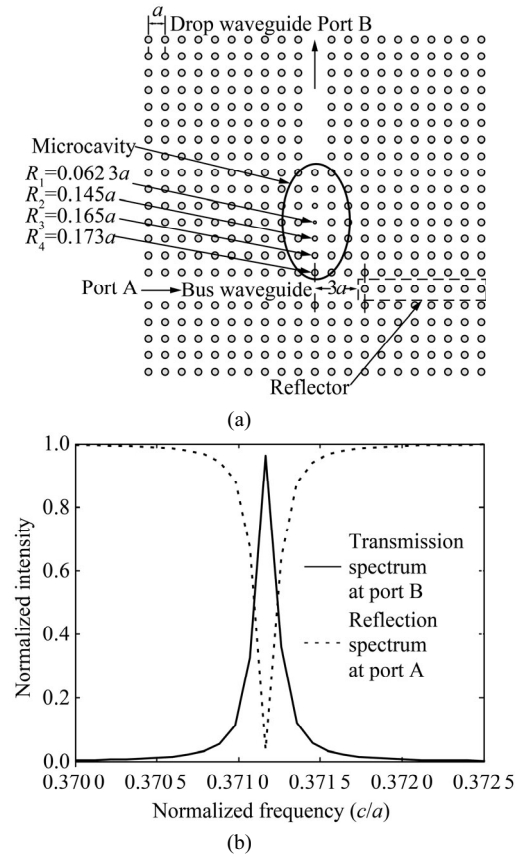 a
Drop waveguide Port B
Microcavity
R1=0.062 3a
R2=0.145a
R3=0.165a
R4=0.173a
Port A
Bus waveguide
3a
Reflector
(a)
1.0
0.8
0.6
0.4
0.2
0.0
Normalized intensity
Transmission
spectrum
at port B
Reflection
spectrum
at port A
0.370 0 0.370 5 0.371 0 0.371 5 0.372 0 0.372 5
Normalized frequency (c/a)
(b)